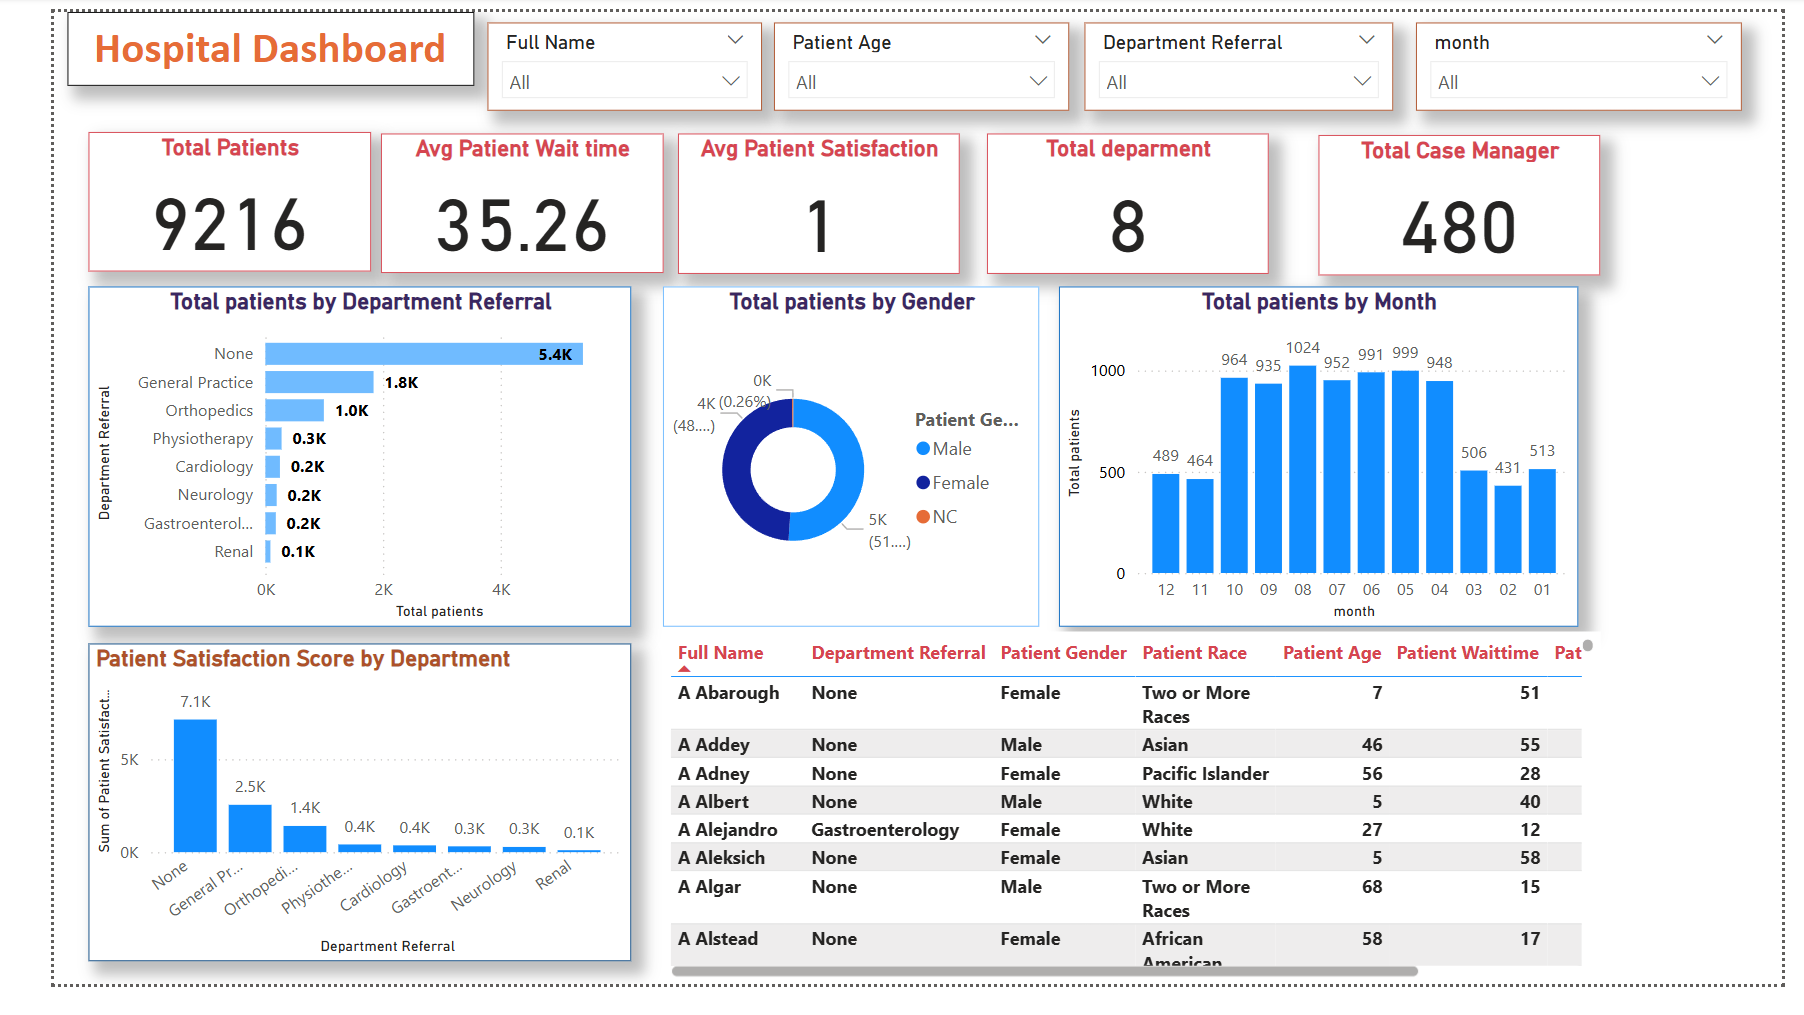 Hospital Dashboard
Full Name
All
Patient Age
All
Department Referral
All
month
All
Total Patients
9216
Avg Patient Wait time
35.26
Avg Patient Satisfaction
1
Total deparment
8
Total Case Manager
480
Total patients by Department Referral
Department Referral
None 5.4K
General Practice 1.8K
Orthopedics 1.0K
Physiotherapy 0.3K
Cardiology 0.2K
Neurology 0.2K
Gastroenterol... 0.2K
Renal 0.1K
0K 2K 4K
Total patients
Total patients by Gender
0K
(0.26%)
4K
(48....)
5K
(51....)
Patient Ge...
Male
Female
NC
Total patients by Month
Total patients
1000
500
0
489 464 964 935 1024 952 991 999 948 506 431 513
12 11 10 09 08 07 06 05 04 03 02 01
month
Patient Satisfaction Score by Department
Sum of Patient Satisfact...
5K
0K
7.1K 2.5K 1.4K 0.4K 0.4K 0.3K 0.3K 0.1K
None General Pr... Orthopedi... Physiothe... Cardiology Gastroent... Neurology Renal
Department Referral
Full Name Department Referral Patient Gender Patient Race Patient Age Patient Waittime Pat
A Abarough None Female Two or More 7 51
Races
A Addey None Male Asian 46 55
A Adney None Female Pacific Islander 56 28
A Albert None Male White 5 40
A Alejandro Gastroenterology Female White 27 12
A Aleksich None Female Asian 5 58
A Algar None Male Two or More 68 15
Races
A Alstead None Female African 58 17
American